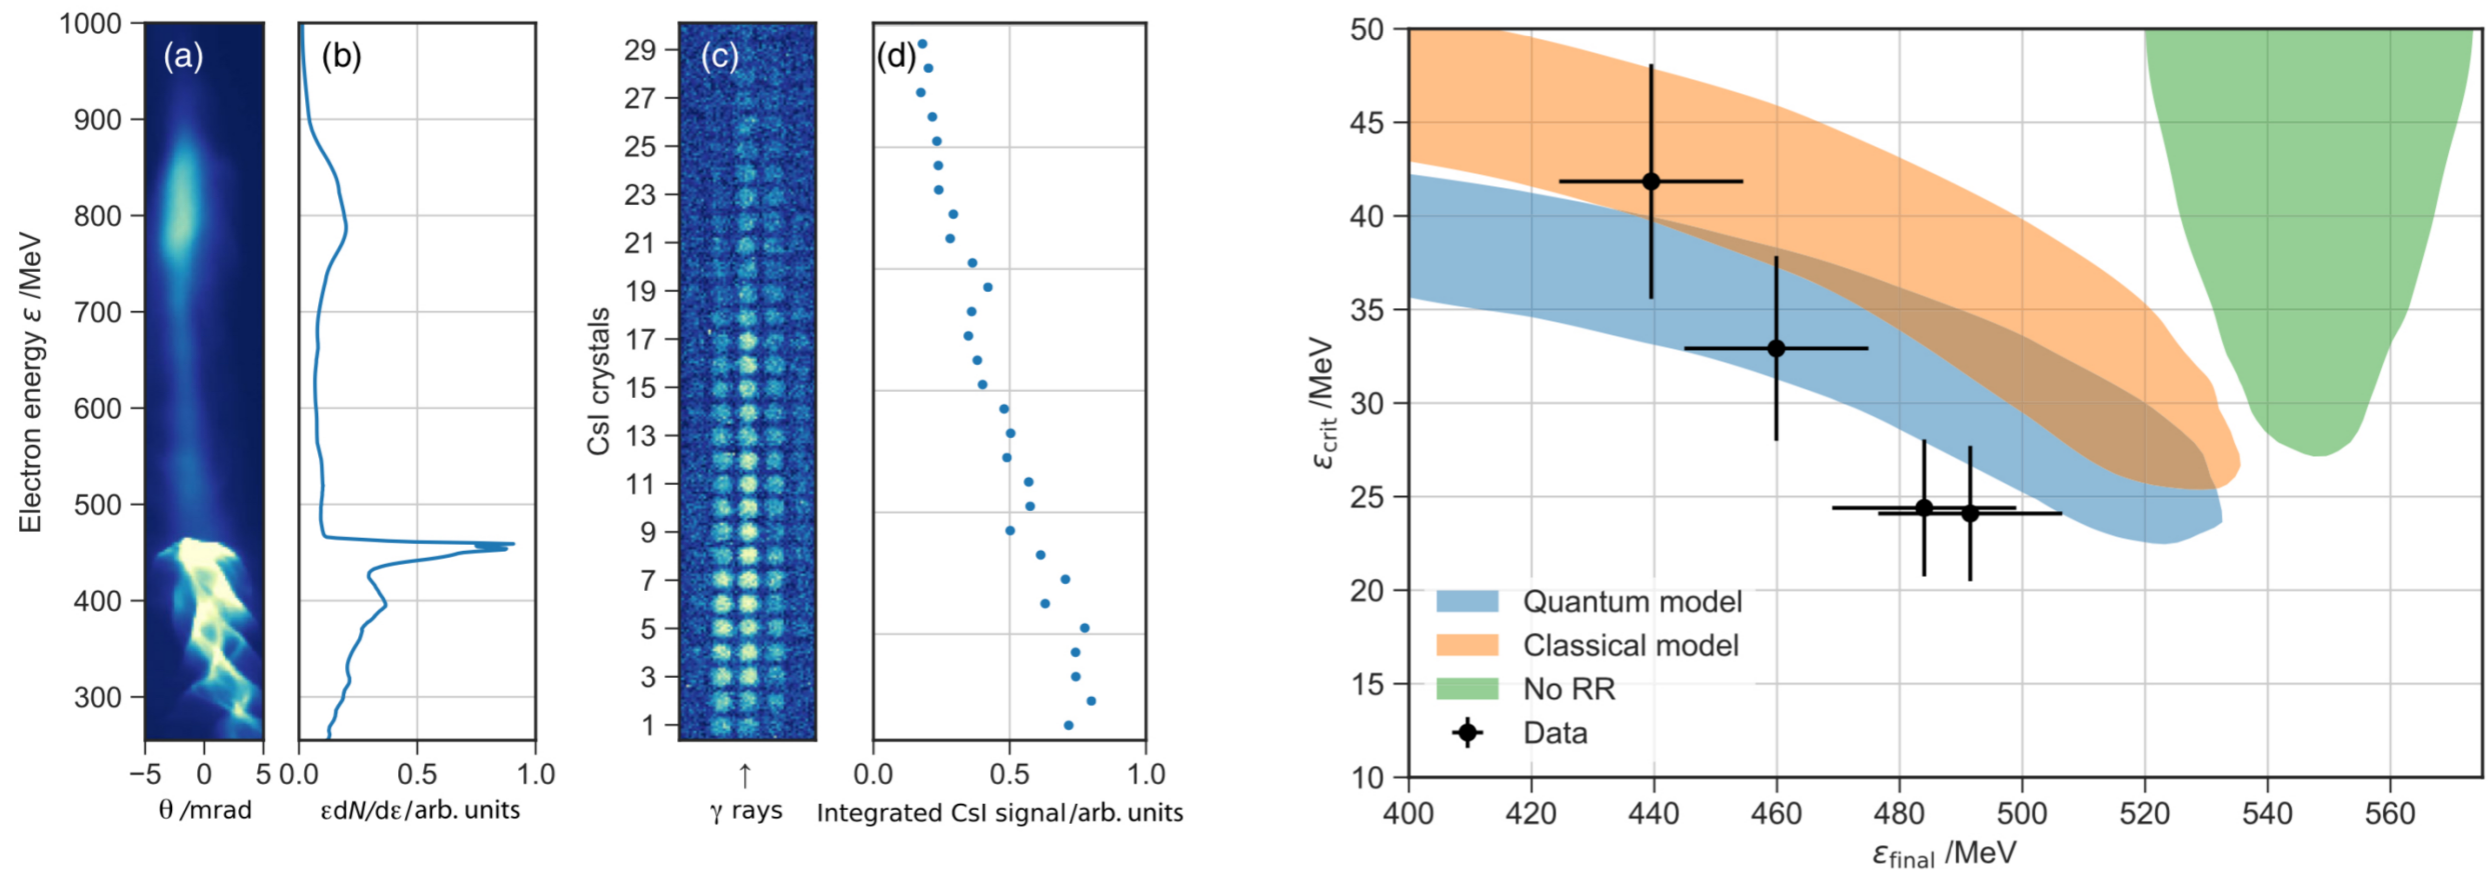 (a)
(b)
(c)
(d)
Electron energy ε /MeV
1000
900
800
700
600
500
400
300
−5 0 5
θ /mrad
0.0 0.5 1.0
εdN/dε/arb. units
CsI crystals
29
27
25
23
21
19
17
15
13
11
9
7
5
3
1
↑
γ rays
0.0 0.5 1.0
Integrated CsI signal/arb. units
εcrit /MeV
50
45
40
35
30
25
20
15
10
Quantum model
Classical model
No RR
Data
400 420 440 460 480 500 520 540 560
εfinal /MeV